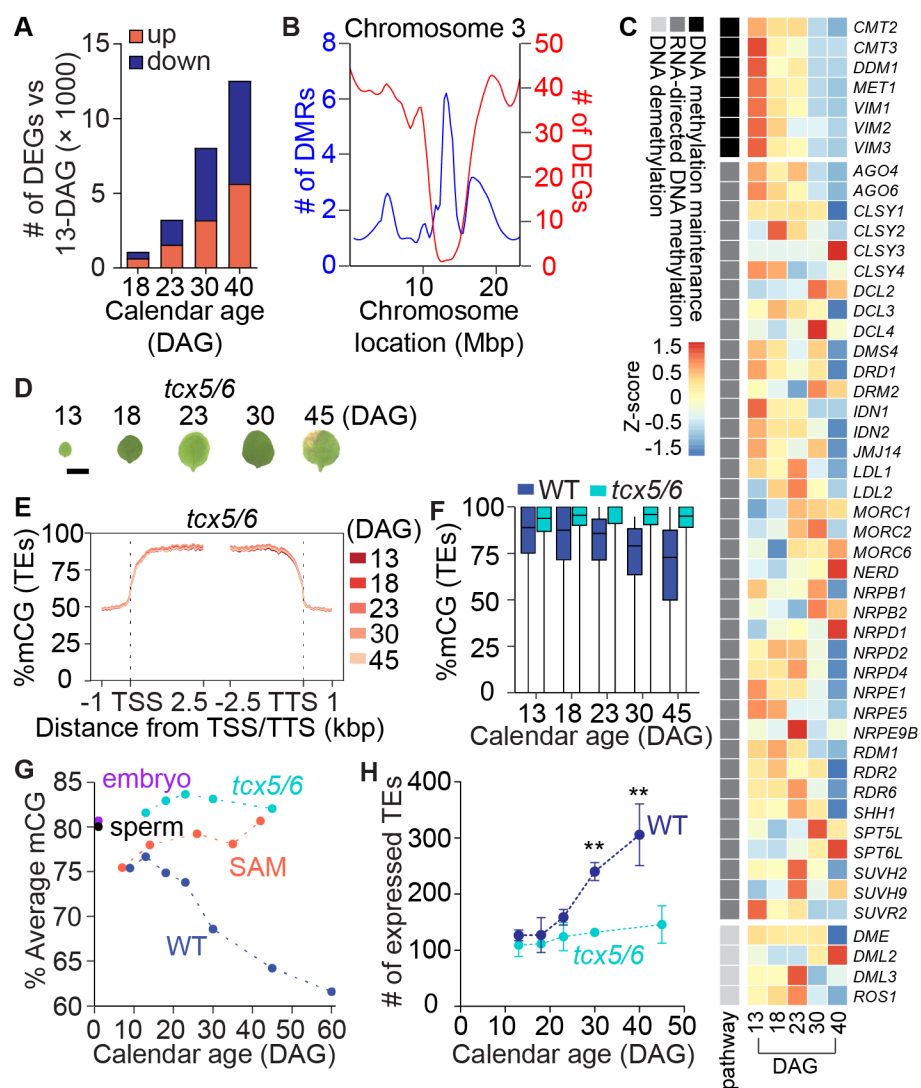 A
up
down
15
10
5
0
# of DEGs vs
13-DAG (× 1000)
18 23 30 40
Calendar age
(DAG)
B
Chromosome 3
8
6
4
2
0
# of DMRs
50
40
30
20
10
0
# of DEGs
10 20
Chromosome
location (Mbp)
C
DNA methylation maintenance
RNA-directed DNA methylation
DNA demethylation
1.5
1
0.5
0
-0.5
-1
-1.5
Z-score
CMT2
CMT3
DDM1
MET1
VIM1
VIM2
VIM3
AGO4
AGO6
CLSY1
CLSY2
CLSY3
CLSY4
DCL2
DCL3
DCL4
DMS4
DRD1
DRM2
IDN1
IDN2
JMJ14
LDL1
LDL2
MORC1
MORC2
MORC6
NERD
NRPB1
NRPB2
NRPD1
NRPD2
NRPD4
NRPE1
NRPE5
NRPE9B
RDM1
RDR2
RDR6
SHH1
SPT5L
SPT6L
SUVH2
SUVH9
SUVR2
DME
DML2
DML3
ROS1
pathway
13 18 23 30 40
DAG
D
tcx5/6
13 18 23 30 45 (DAG)
E
tcx5/6
(DAG)
13
18
23
30
45
100
75
50
25
0
%mCG (TEs)
-1 TSS 2.5 -2.5 TTS 1
Distance from TSS/TTS (kbp)
F
WT tcx5/6
100
75
50
25
0
%mCG (TEs)
13 18 23 30 45
Calendar age (DAG)
G
embryo
sperm
tcx5/6
SAM
WT
85
80
75
70
65
60
% Average mCG
0 10 20 30 40 50 60
Calendar age (DAG)
H
** **
WT
tcx5/6
400
300
200
100
0
# of expressed TEs
0 10 20 30 40 50
Calendar age (DAG)